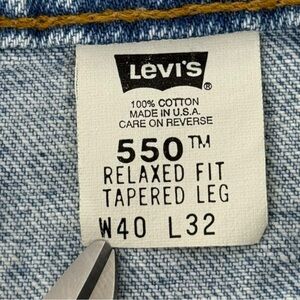 LEVI'S ®
100% COTTON
MADE IN U.S.A.
CARE ON REVERSE
550™
RELAXED FIT
TAPERED LEG
W40 L32